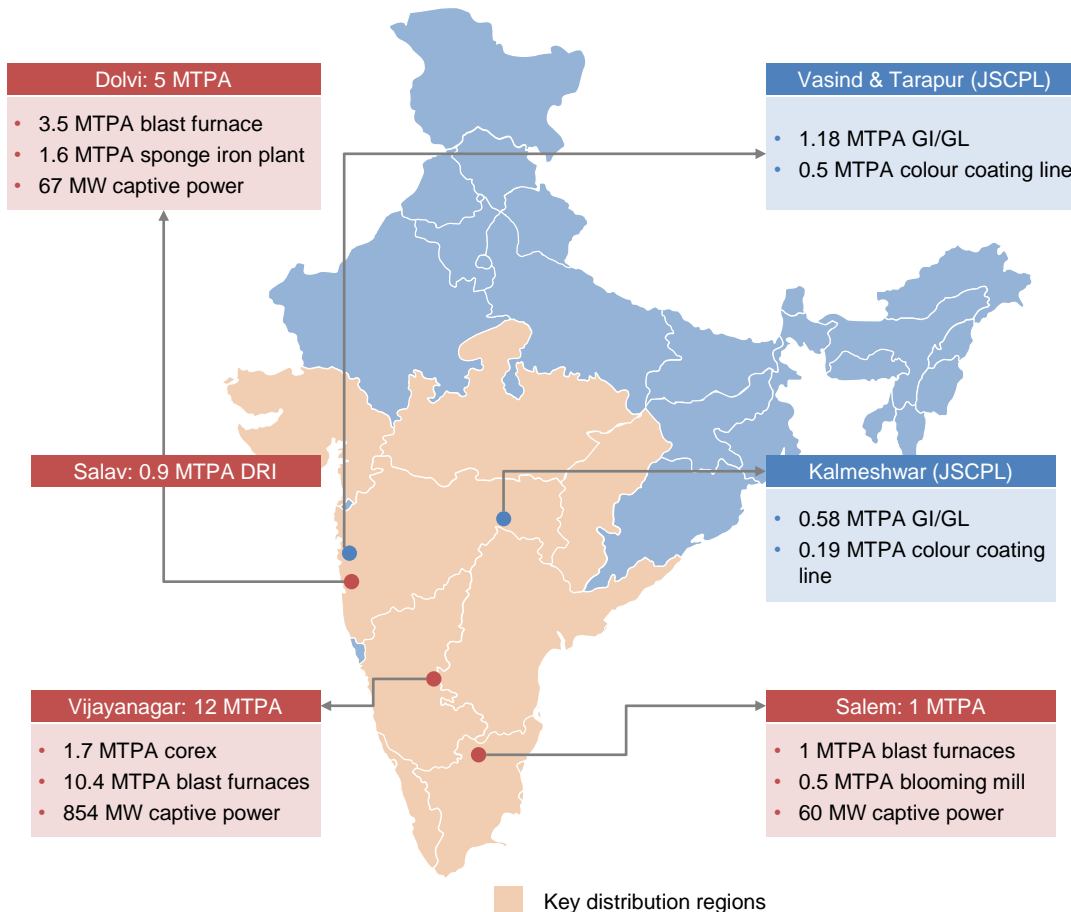 Dolvi: 5 MTPA
• 3.5 MTPA blast furnace
• 1.6 MTPA sponge iron plant
• 67 MW captive power
Vasind & Tarapur (JSCPL)
• 1.18 MTPA GI/GL
• 0.5 MTPA colour coating line
Salav: 0.9 MTPA DRI
Kalmeshwar (JSCPL)
• 0.58 MTPA GI/GL
• 0.19 MTPA colour coating
line
Vijayanagar: 12 MTPA
• 1.7 MTPA corex
• 10.4 MTPA blast furnaces
• 854 MW captive power
Salem: 1 MTPA
• 1 MTPA blast furnaces
• 0.5 MTPA blooming mill
• 60 MW captive power
Key distribution regions